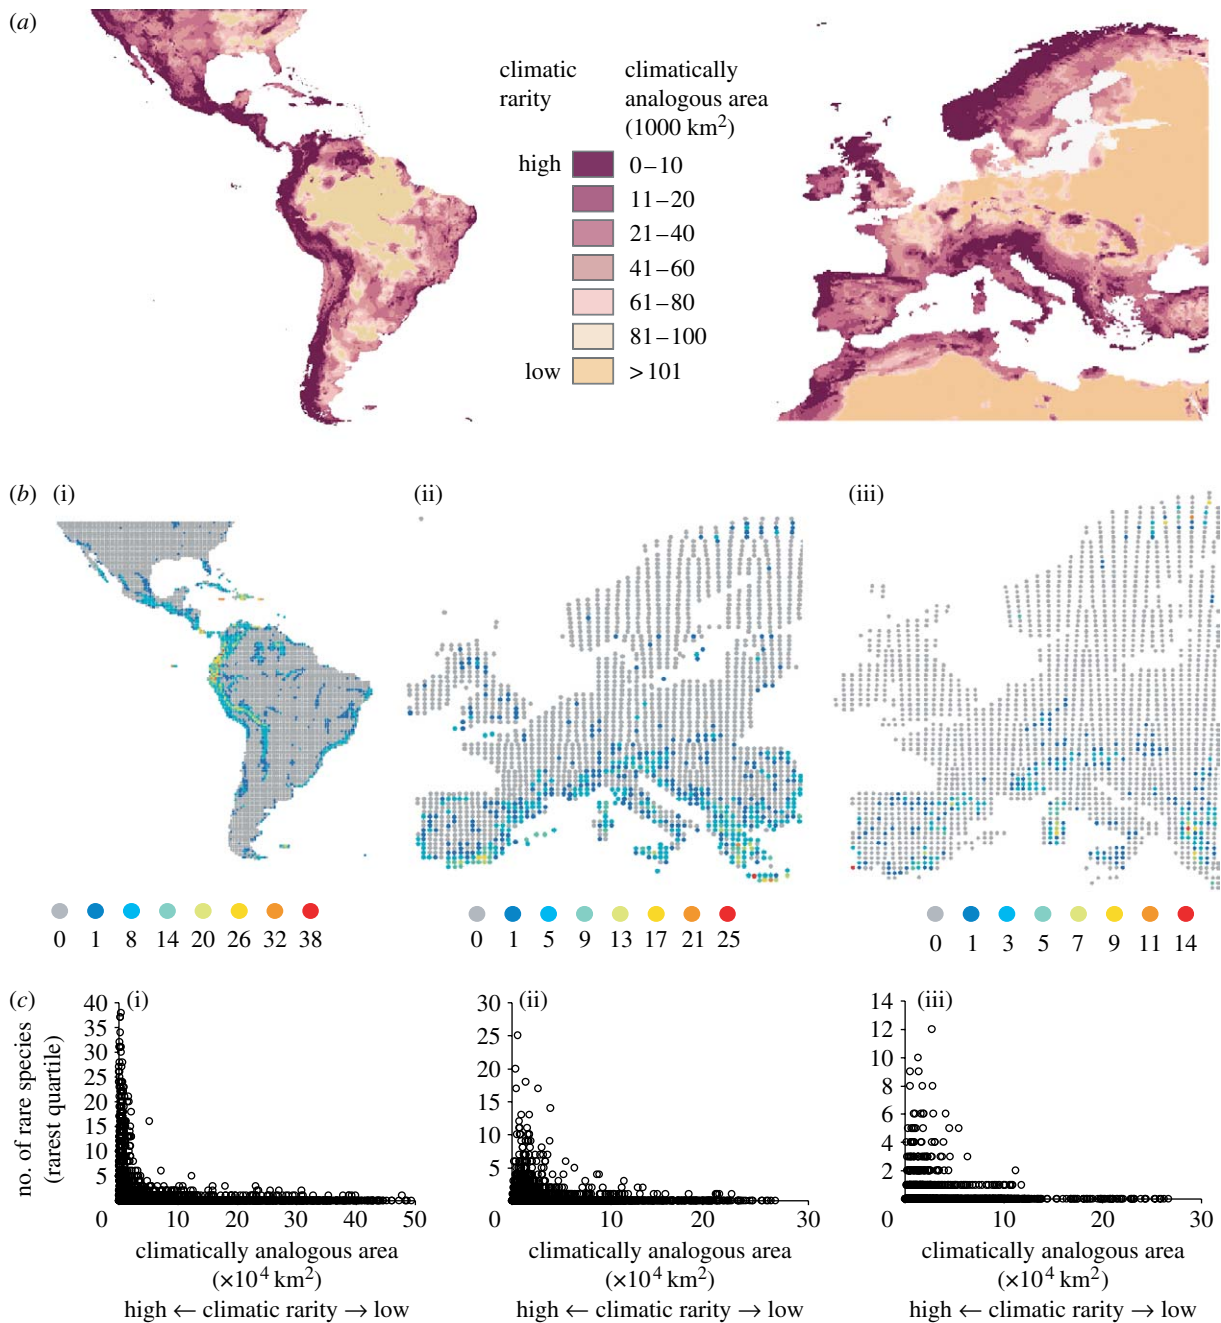 (a)
climatic rarity
climatically analogous area (1000 km²)
high
0–10
11–20
21–40
41–60
61–80
81–100
low
>101
(b) (i)
(ii)
(iii)
0 1 8 14 20 26 32 38
0 1 5 9 13 17 21 25
0 1 3 5 7 9 11 14
(c)
no. of rare species
(rarest quartile)
(i)
40
35
30
25
20
15
10
5
0
10 20 30 40 50
climatically analogous area
(×10⁴ km²)
high ← climatic rarity → low
(ii)
30
25
20
15
10
5
0
10 20 30
climatically analogous area
(×10⁴ km²)
high ← climatic rarity → low
(iii)
14
12
10
8
6
4
2
0
10 20 30
climatically analogous area
(×10⁴ km²)
high ← climatic rarity → low